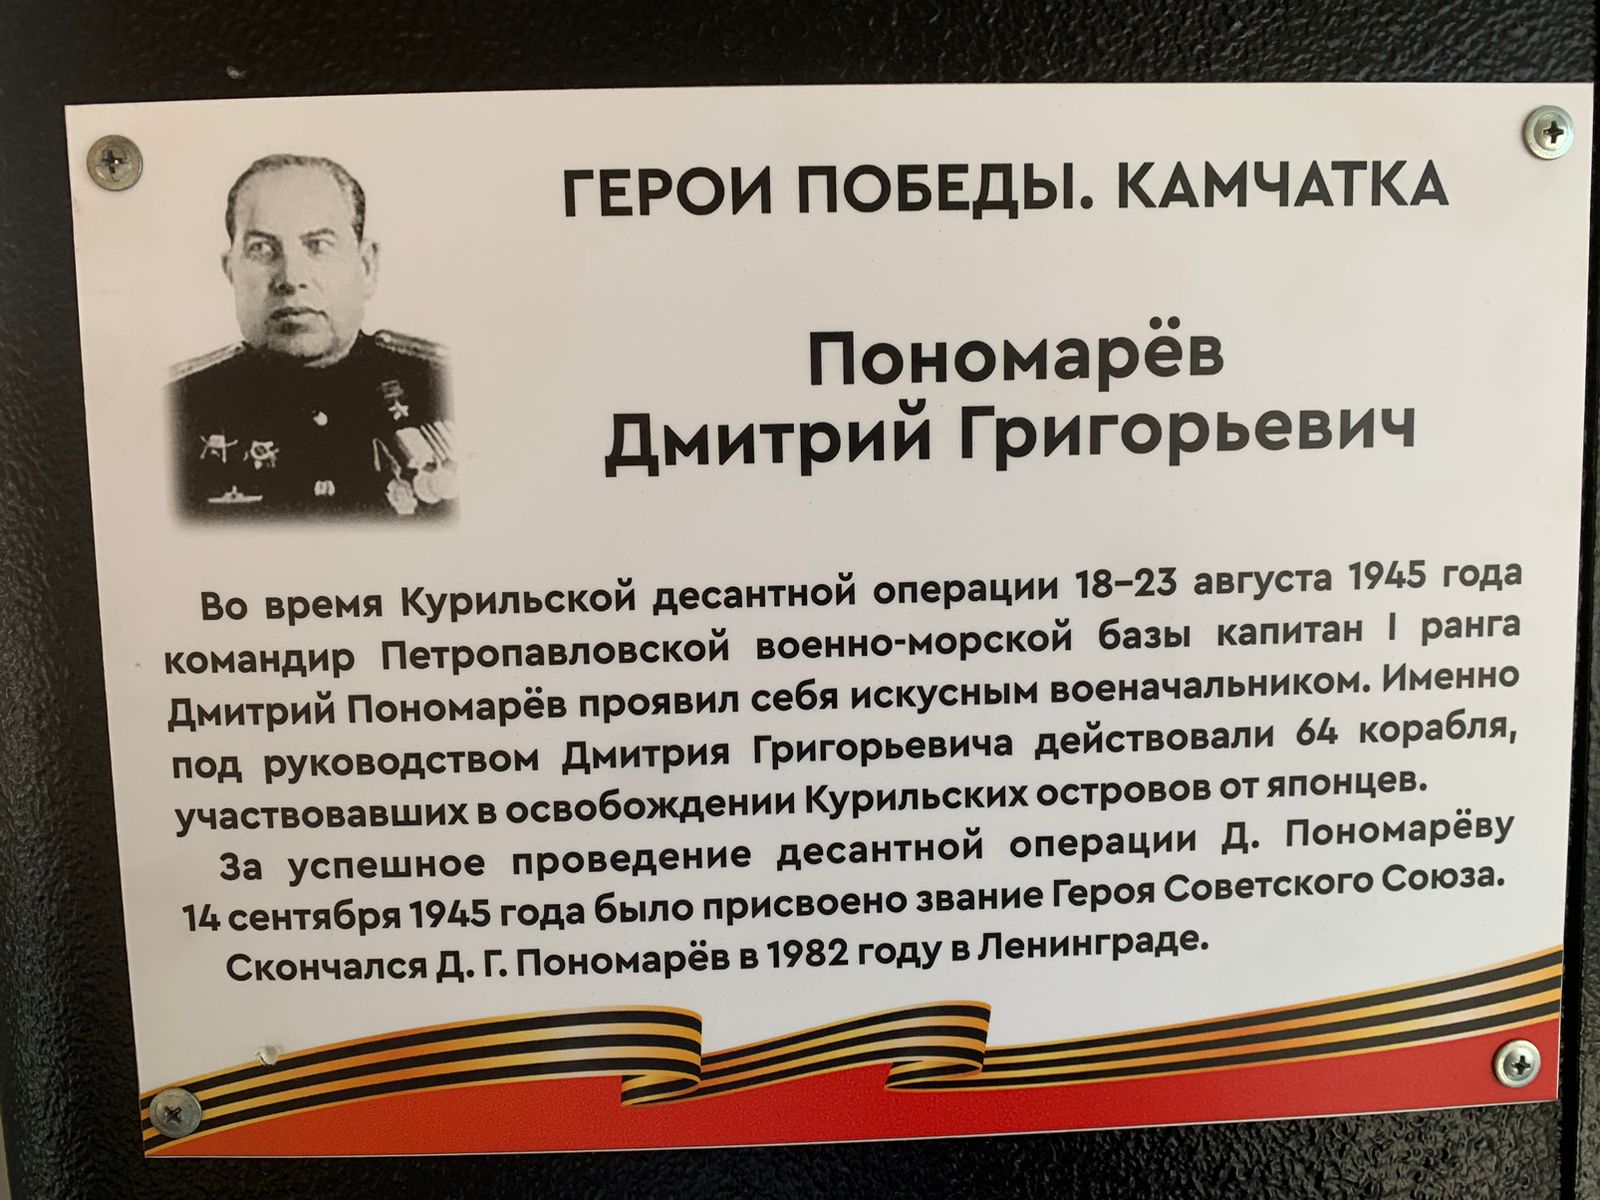 ГЕРОИ ПОБЕДЫ. КАМЧАТКА
Пономарёв
Дмитрий Григорьевич
Во время Курильской десантной операции 18-23 августа 1945 года
командир Петропавловской военно-морской базы капитан I ранга
Дмитрий Пономарёв проявил себя искусным военачальником. Именно
под руководством Дмитрия Григорьевича действовали 64 корабля,
участвовавших в освобождении Курильских островов от японцев.
За успешное проведение десантной операции Д. Пономарёву
14 сентября 1945 года было присвоено звание Героя Советского Союза.
Скончался Д. Г. Пономарёв в 1982 году в Ленинграде.